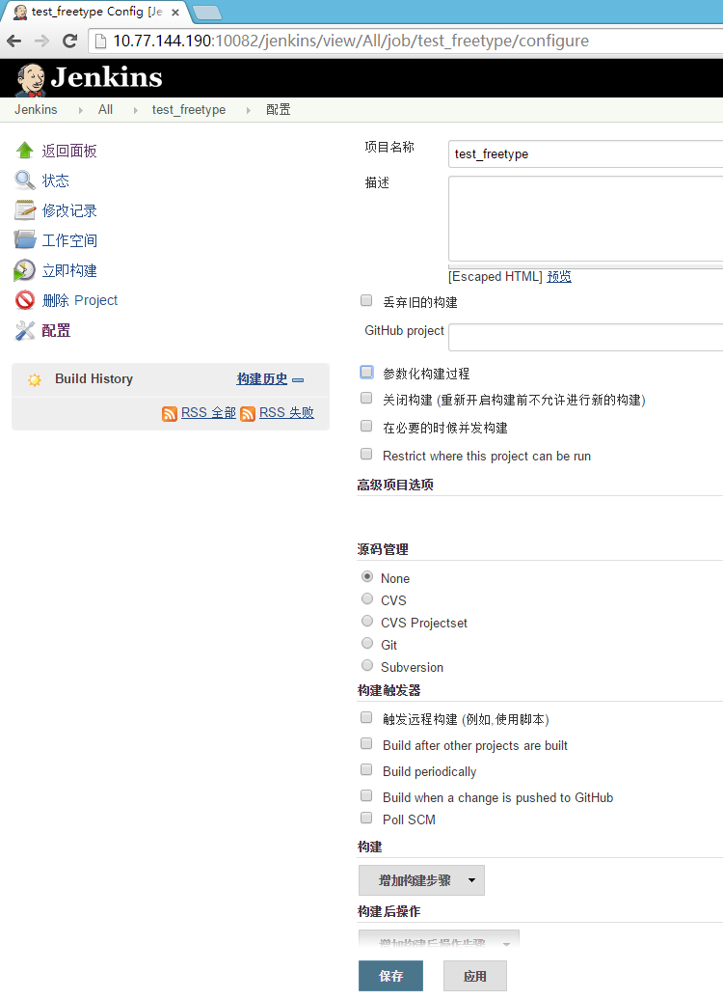 test_freetype Config [Je
10.77.144.190:10082/jenkins/view/All/job/test_freetype/configure
Jenkins
Jenkins All test_freetype 配置
返回面板
状态
修改记录
工作空间
立即构建
删除 Project
配置
Build History 构建历史
RSS 全部 RSS 失败
项目名称 test_freetype
描述
[Escaped HTML] 预览
丢弃旧的构建
GitHub project
参数化构建过程
关闭构建 (重新开启构建前不允许进行新的构建)
在必要的时候并发构建
Restrict where this project can be run
高级项目选项
源码管理
None
CVS
CVS Projectset
Git
Subversion
构建触发器
触发远程构建 (例如,使用脚本)
Build after other projects are built
Build periodically
Build when a change is pushed to GitHub
Poll SCM
构建
增加构建步骤
构建后操作
增加构建后操作步骤
保存 应用